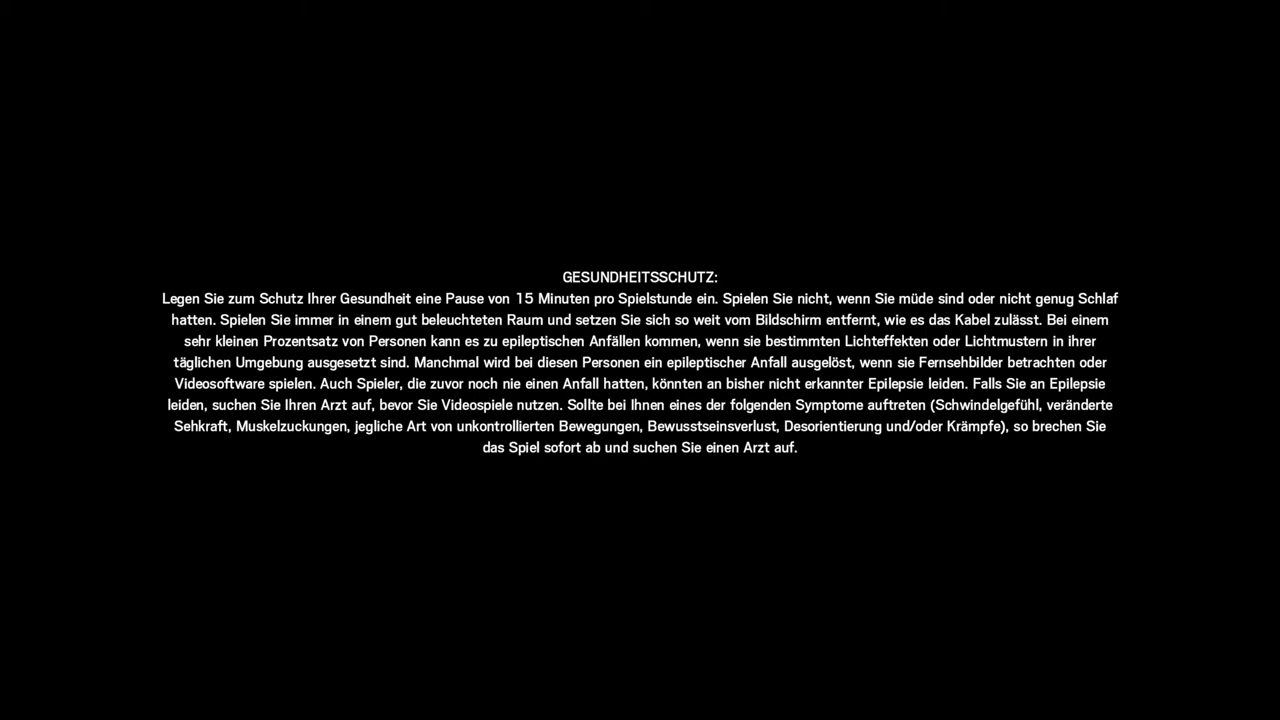 GESUNDHEITSSCHUTZ:
Legen Sie zum Schutz Ihrer Gesundheit eine Pause von 15 Minuten pro Spielstunde ein. Spielen Sie nicht, wenn Sie müde sind oder nicht genug Schlaf
hatten. Spielen Sie immer in einem gut beleuchteten Raum und setzen Sie sich so weit vom Bildschirm entfernt, wie es das Kabel zulässt. Bei einem
sehr kleinen Prozentsatz von Personen kann es zu epileptischen Anfällen kommen, wenn sie bestimmten Lichteffekten oder Lichtmustern in ihrer
täglichen Umgebung ausgesetzt sind. Manchmal wird bei diesen Personen ein epileptischer Anfall ausgelöst, wenn sie Fernsehbilder betrachten oder
Videosoftware spielen. Auch Spieler, die zuvor noch nie einen Anfall hatten, könnten an bisher nicht erkannter Epilepsie leiden. Falls Sie an Epilepsie
leiden, suchen Sie Ihren Arzt auf, bevor Sie Videospiele nutzen. Sollte bei Ihnen eines der folgenden Symptome auftreten (Schwindelgefühl, veränderte
Sehkraft, Muskelzuckungen, jegliche Art von unkontrollierten Bewegungen, Bewusstseinsverlust, Desorientierung und/oder Krämpfe), so brechen Sie
das Spiel sofort ab und suchen Sie einen Arzt auf.